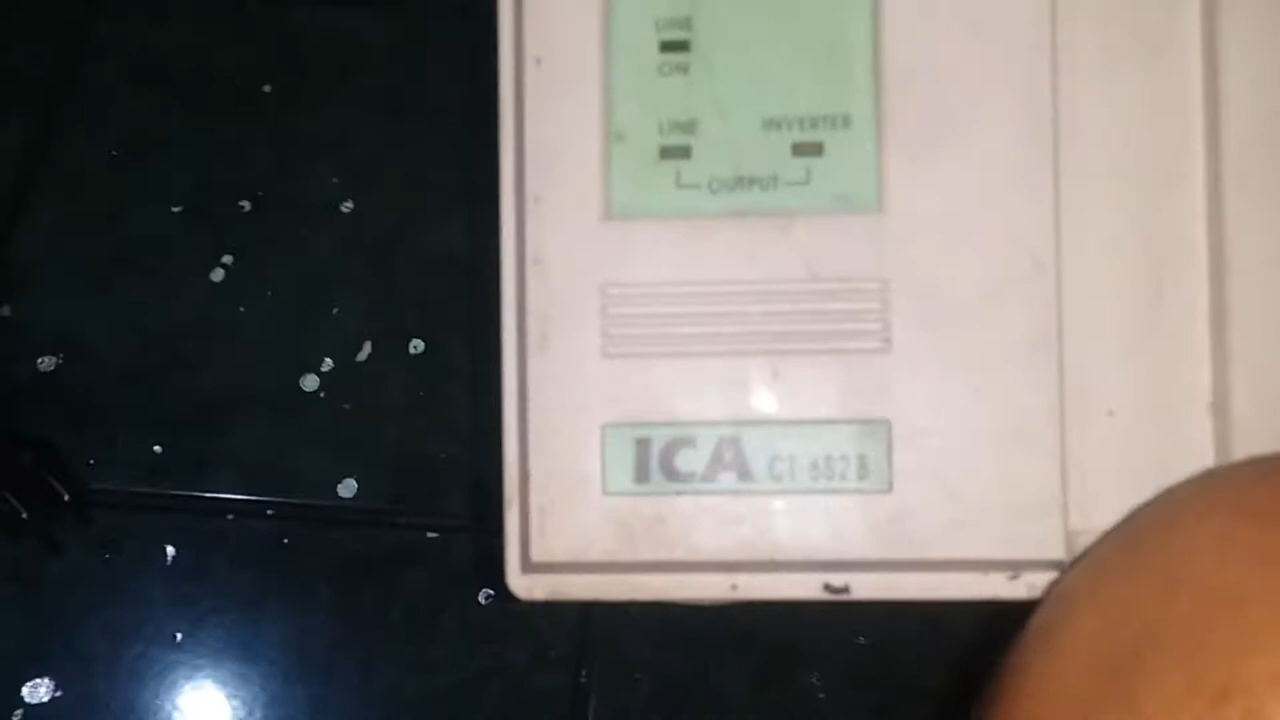 LINE
ON
LINE INVERTER
OUTPUT
ICA CT 682B